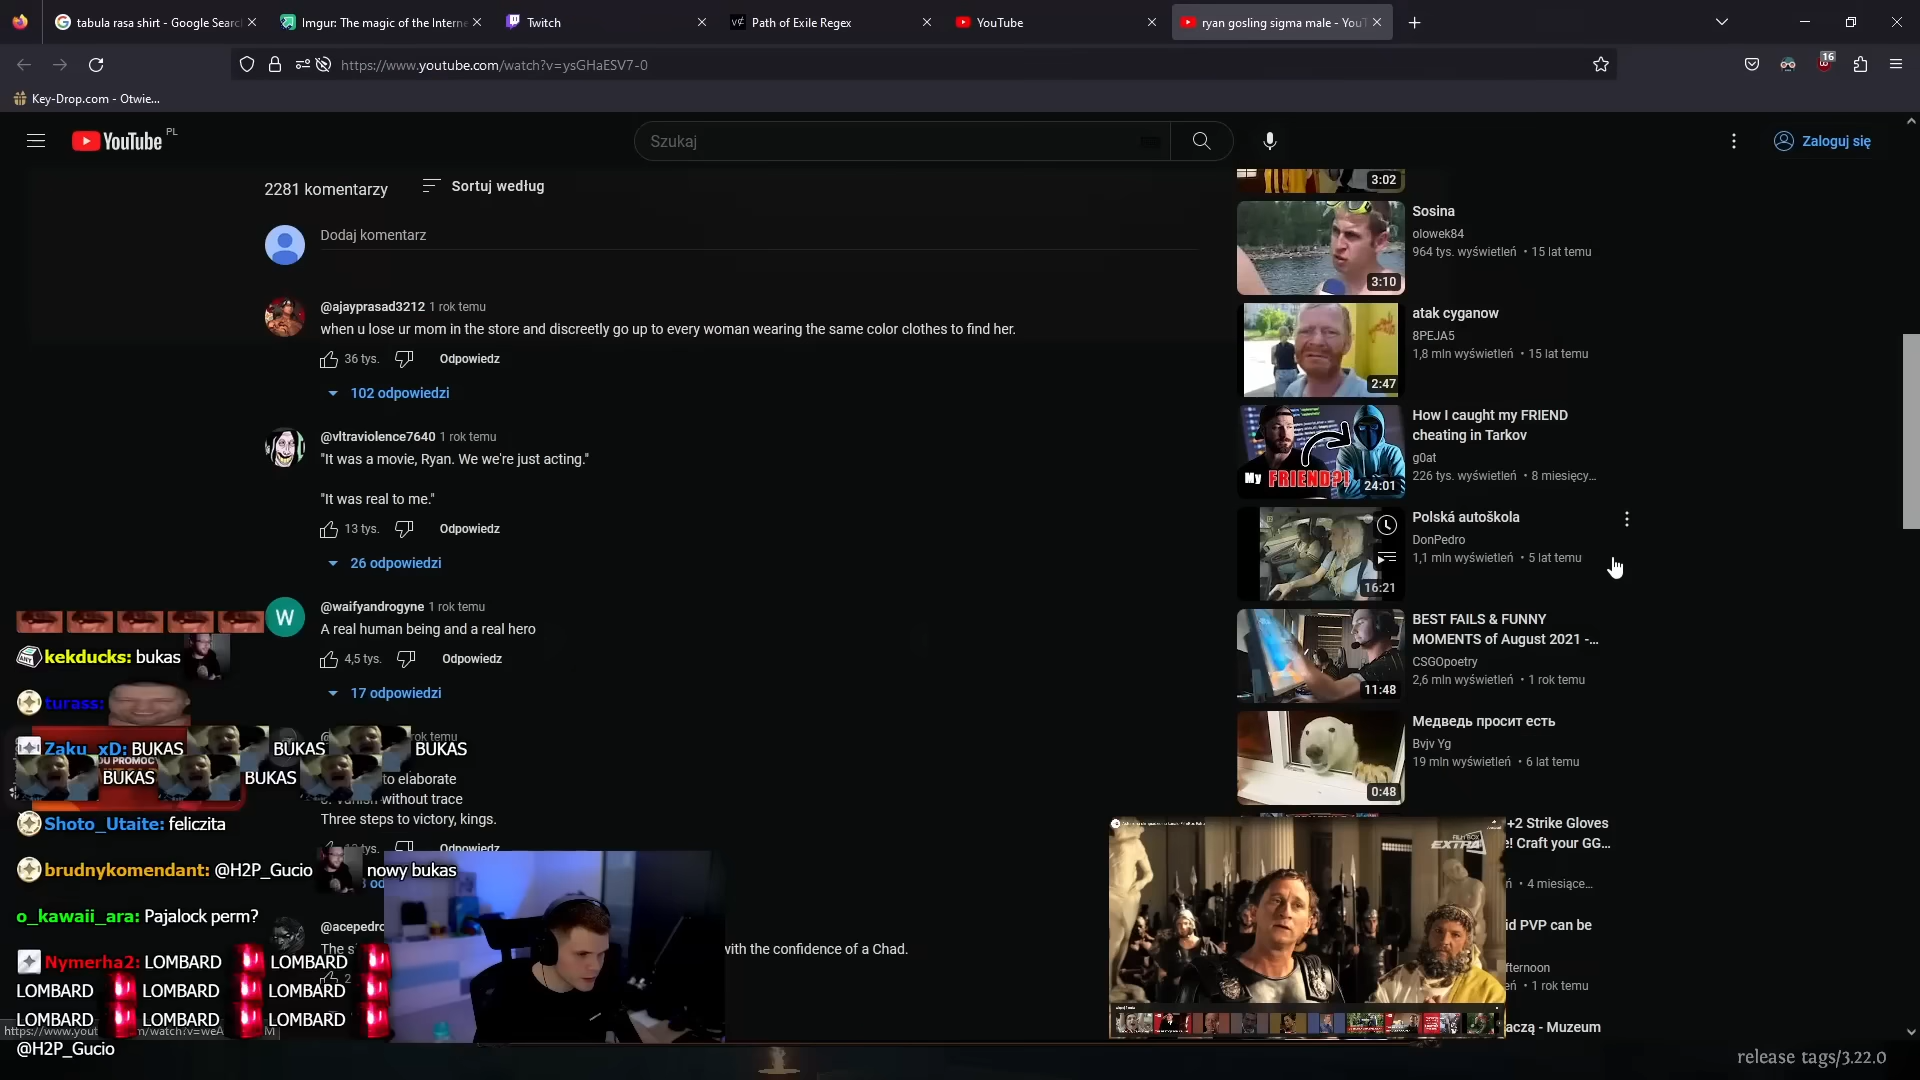 tabula rasa shirt - Google Searc
Imgur: The magic of the Interne
Twitch
Path of Exile Regex
YouTube
ryan gosling sigma male - YouT
https://www.youtube.com/watch?v=ysGHaESV7-0
16
Key-Drop.com - Otwie...
YouTube PL
Szukaj
Zaloguj się
2281 komentarzy
Sortuj według
Dodaj komentarz
@ajayprasad3212 1 rok temu
when u lose ur mom in the store and discreetly go up to every woman wearing the same color clothes to find her.
36 tys.
Odpowiedz
102 odpowiedzi
@vltraviolence7640 1 rok temu
"It was a movie, Ryan. We we're just acting."
"It was real to me."
13 tys.
Odpowiedz
26 odpowiedzi
W
@waifyandrogyne 1 rok temu
A real human being and a real hero
4,5 tys.
Odpowiedz
17 odpowiedzi
rok temu
to elaborate
without trace
Three steps to victory, kings.
tys.
Odpowiedz
@acepedro
The s
with the confidence of a Chad.
2
3:02
Sosina
olowek84
964 tys. wyświetleń • 15 lat temu
3:10
atak cyganow
8PEJA5
1,8 mln wyświetleń • 15 lat temu
2:47
How I caught my FRIEND
cheating in Tarkov
g0at
226 tys. wyświetleń • 8 miesięcy...
My FRIEND?!
24:01
Polská autoškola
DonPedro
1,1 mln wyświetleń • 5 lat temu
16:21
BEST FAILS & FUNNY
MOMENTS of August 2021 -...
CSGOpoetry
2,6 mln wyświetleń • 1 rok temu
11:48
Медведь просит есть
Bvjv Yg
19 mln wyświetleń • 6 lat temu
0:48
+2 Strike Gloves
e! Craft your GG...
ń • 4 miesiące...
id PVP can be
fternoon
eń • 1 rok temu
aczą - Muzeum
EXTRA
kekducks: bukas
turass:
Zaku_xD: BUKAS BUKAS BUKAS
BUKAS BUKAS
Shoto_Utaite: feliczita
brudnykomendant: @H2P_Gucio nowy bukas
o_kawaii_ara: Pajalock perm?
Nymerha2: LOMBARD LOMBARD
LOMBARD LOMBARD LOMBARD
LOMBARD LOMBARD LOMBARD
@H2P_Gucio
release tags/3.22.0